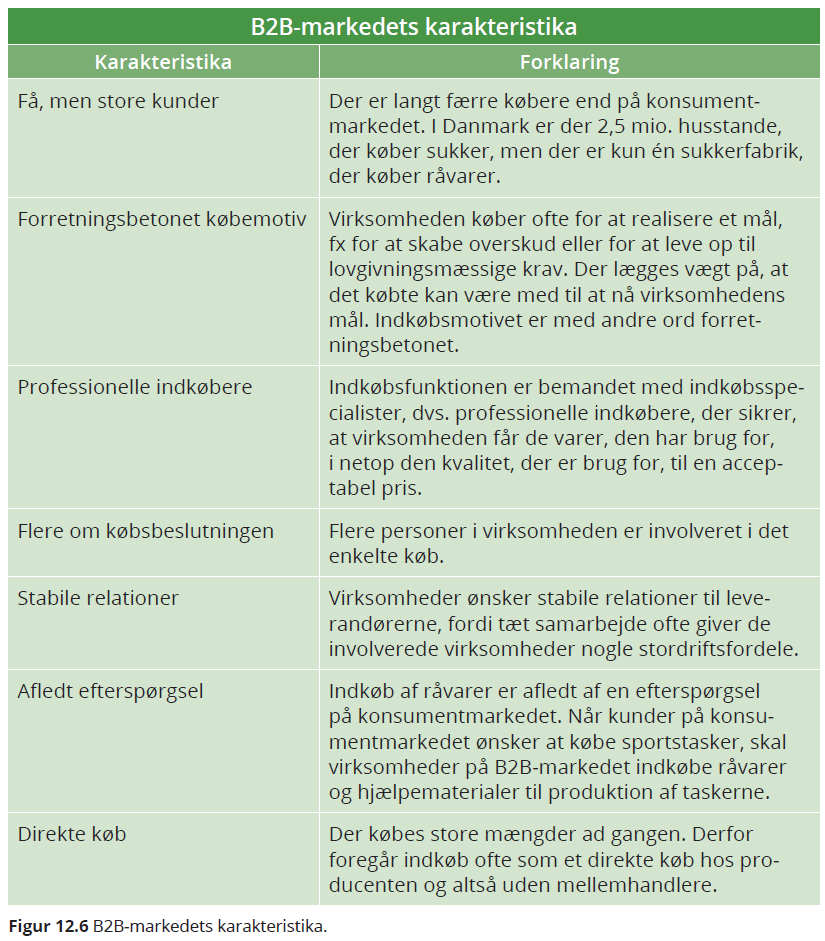 B2B-markedets karakteristika
Karakteristika
Forklaring
Få, men store kunder
Der er langt færre købere end på konsument-
markedet. I Danmark er der 2,5 mio. husstande,
der køber sukker, men der er kun én sukkerfabrik,
der køber råvarer.
Forretningsbetonet købemotiv
Virksomheden køber ofte for at realisere et mål,
fx for at skabe overskud eller for at leve op til
lovgivningsmæssige krav. Der lægges vægt på, at
det købte kan være med til at nå virksomhedens
mål. Indkøbsmotivet er med andre ord forret-
ningsbetonet.
Professionelle indkøbere
Indkøbsfunktionen er bemandet med indkøbsspe-
cialister, dvs. professionelle indkøbere, der sikrer,
at virksomheden får de varer, den har brug for,
i netop den kvalitet, der er brug for, til en accep-
tabel pris.
Flere om købsbeslutningen
Flere personer i virksomheden er involveret i det
enkelte køb.
Stabile relationer
Virksomheder ønsker stabile relationer til leve-
randørerne, fordi tæt samarbejde ofte giver de
involverede virksomheder nogle stordriftsfordele.
Afledt efterspørgsel
Indkøb af råvarer er afledt af en efterspørgsel
på konsumentmarkedet. Når kunder på konsu-
mentmarkedet ønsker at købe sportstasker, skal
virksomheder på B2B-markedet indkøbe råvarer
og hjælpematerialer til produktion af taskerne.
Direkte køb
Der købes store mængder ad gangen. Derfor
foregår indkøb ofte som et direkte køb hos pro-
ducenten og altså uden mellemhandlere.
Figur 12.6 B2B-markedets karakteristika.